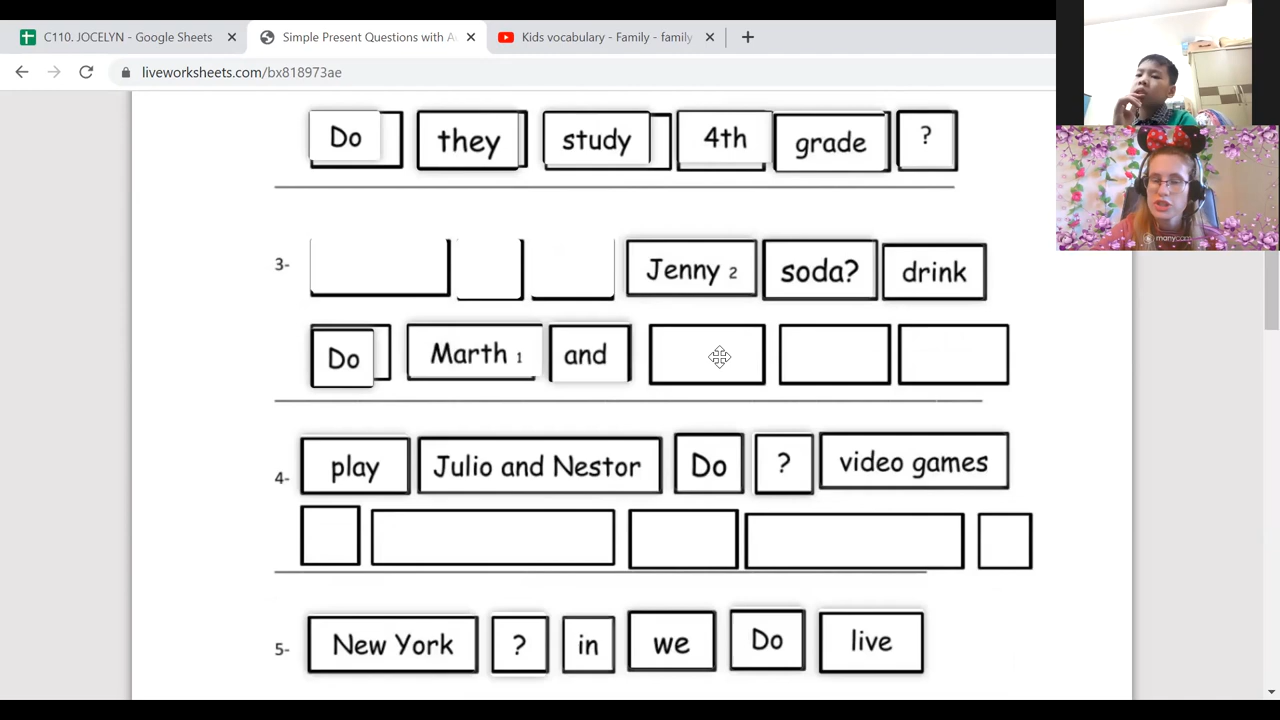 C110. JOCELYN - Google Sheets
Simple Present Questions with Au
Kids vocabulary - Family - family
liveworksheets.com/bx818973ae
Do they study 4th grade ?
3- Jenny 2 soda? drink
Do Marth 1 and
4- play Julio and Nestor Do ? video games
5- New York ? in we Do live
manycam